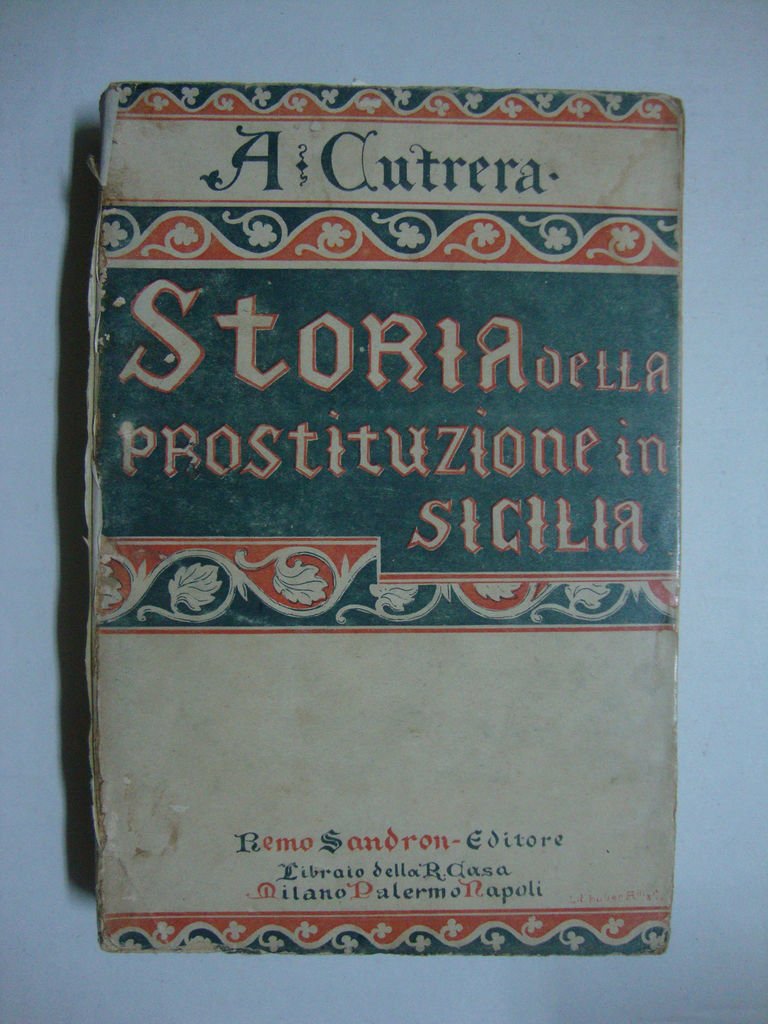 A. Cutrera.
Storia della
prostituzione in
Sicilia
Remo Sandron - Editore
Libraio della R. Casa
Milano Palermo Napoli